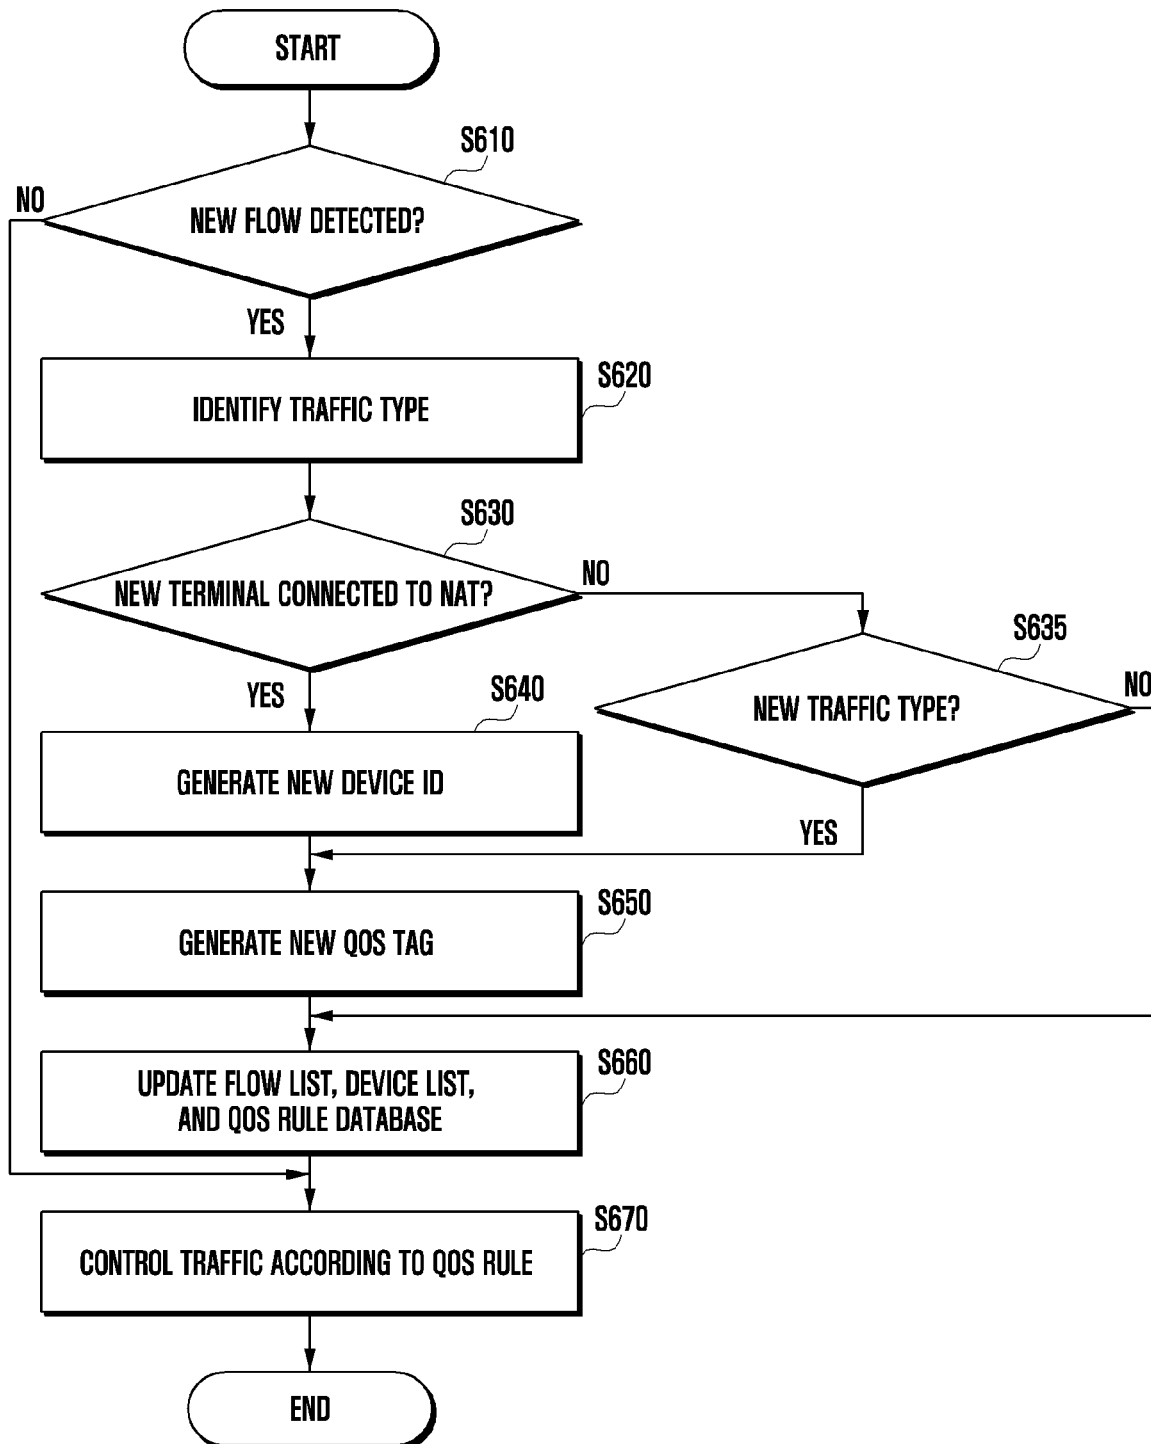 START
S610
NO
NEW FLOW DETECTED?
YES
S620
IDENTIFY TRAFFIC TYPE
S630
NEW TERMINAL CONNECTED TO NAT?
NO
S635
YES
S640
NEW TRAFFIC TYPE?
NO
GENERATE NEW DEVICE ID
YES
S650
GENERATE NEW QOS TAG
S660
UPDATE FLOW LIST, DEVICE LIST,
AND QOS RULE DATABASE
S670
CONTROL TRAFFIC ACCORDING TO QOS RULE
END